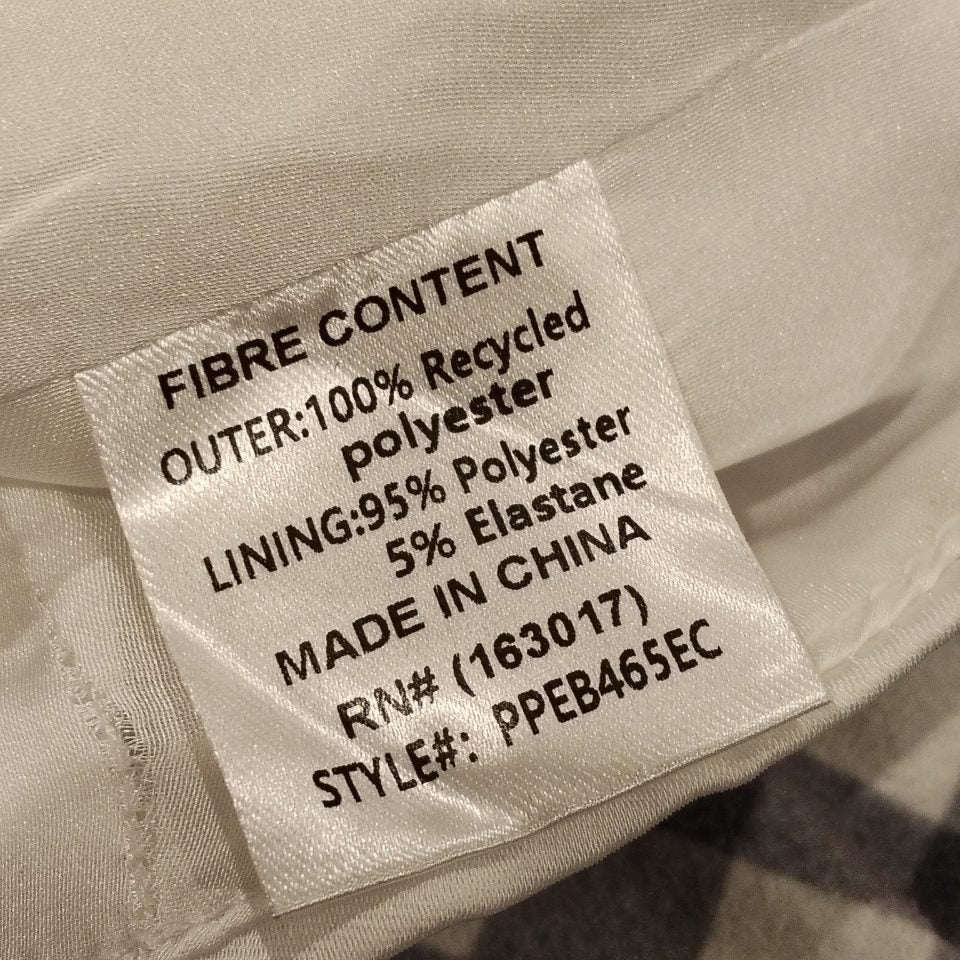 FIBRE CONTENT
OUTER:100% Recycled
polyester
LINING:95% Polyester
5% Elastane
MADE IN CHINA
RN# (163017)
STYLE#: PPEB465EC